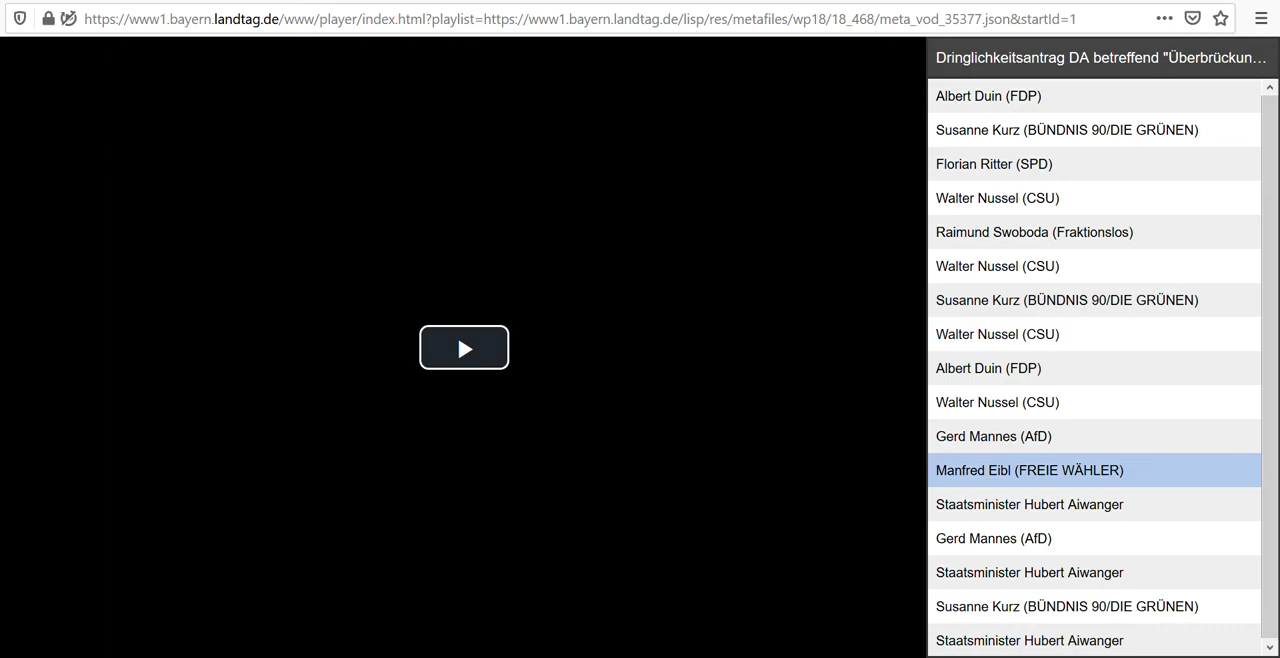 https://www1.bayern.landtag.de/www/player/index.html?playlist=https://www1.bayern.landtag.de/lisp/res/metafiles/wp18/18_468/meta_vod_35377.json&startId=1
Dringlichkeitsantrag DA betreffend "Überbrückun...
Albert Duin (FDP)
Susanne Kurz (BÜNDNIS 90/DIE GRÜNEN)
Florian Ritter (SPD)
Walter Nussel (CSU)
Raimund Swoboda (Fraktionslos)
Walter Nussel (CSU)
Susanne Kurz (BÜNDNIS 90/DIE GRÜNEN)
Walter Nussel (CSU)
Albert Duin (FDP)
Walter Nussel (CSU)
Gerd Mannes (AfD)
Manfred Eibl (FREIE WÄHLER)
Staatsminister Hubert Aiwanger
Gerd Mannes (AfD)
Staatsminister Hubert Aiwanger
Susanne Kurz (BÜNDNIS 90/DIE GRÜNEN)
Staatsminister Hubert Aiwanger